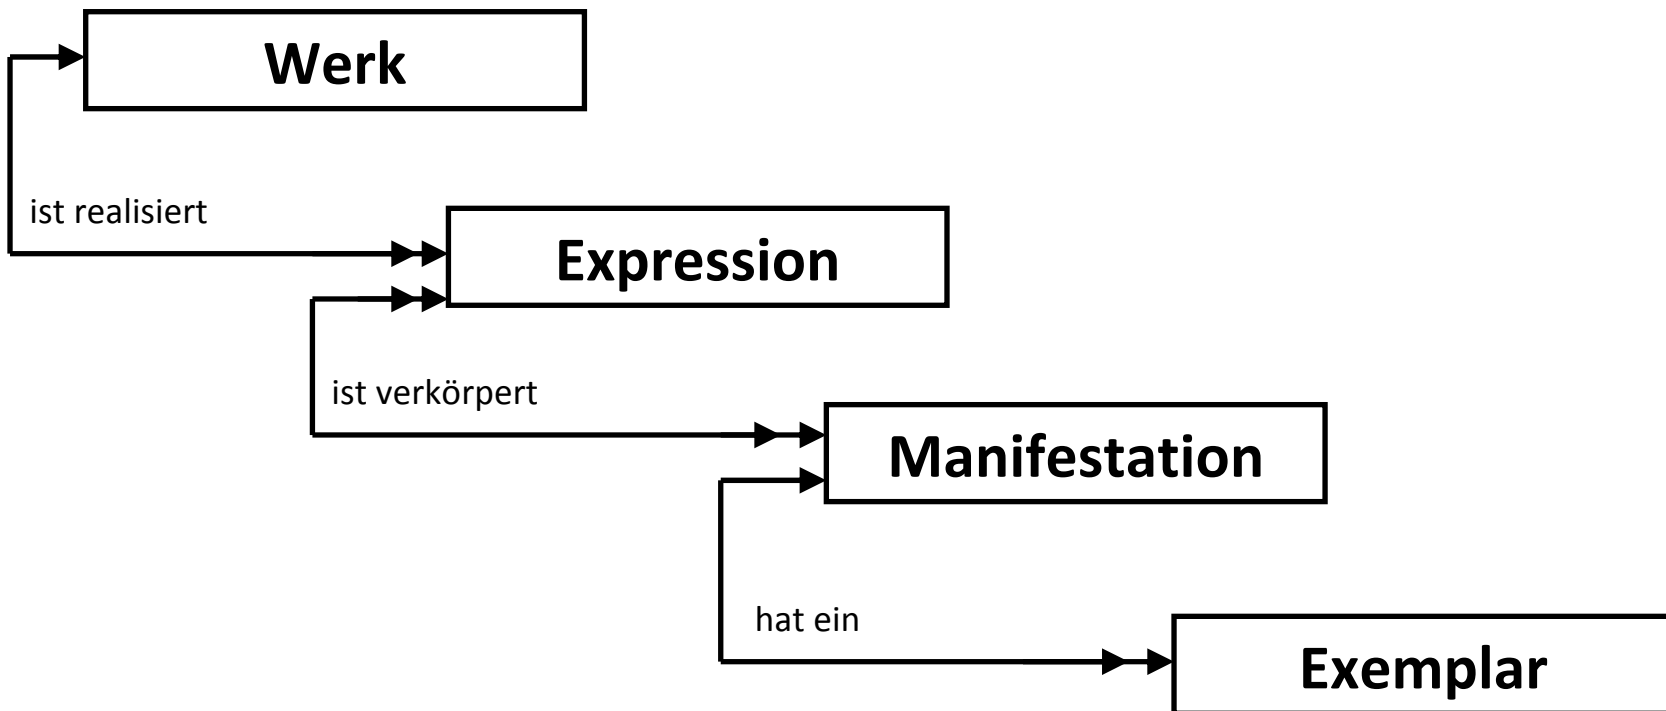 Werk
ist realisiert
Expression
ist verkörpert
Manifestation
hat ein
Exemplar